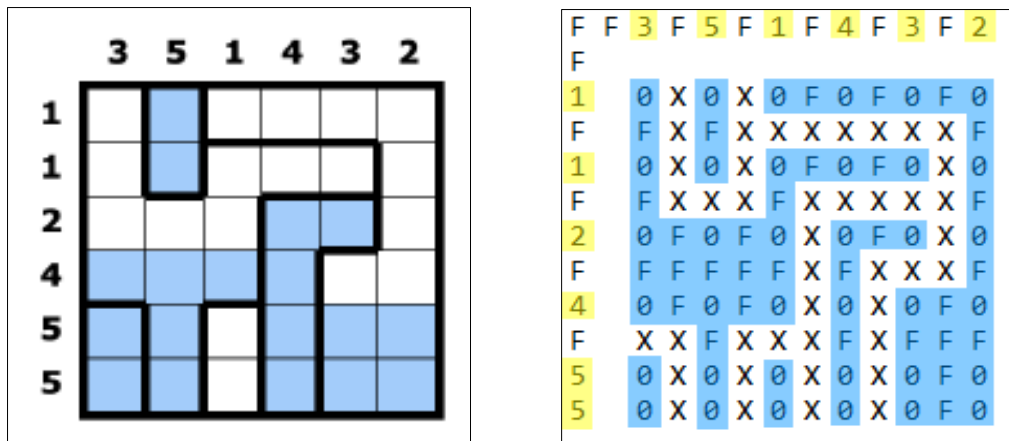 3 5 1 4 3 2
1
1
2
4
5
5
F F 3 F 5 F 1 F 4 F 3 F 2
F
1 0 X 0 X 0 F 0 F 0 F 0
F F X F X X X X X X X F
1 0 X 0 X 0 F 0 F 0 X 0
F F X X X F X X X X X F
2 0 F 0 F 0 X 0 F 0 X 0
F F F F F F X F X X X F
4 0 F 0 F 0 X 0 X 0 F 0
F X X F X X X F X F F F
5 0 X 0 X 0 X 0 X 0 F 0
5 0 X 0 X 0 X 0 X 0 F 0